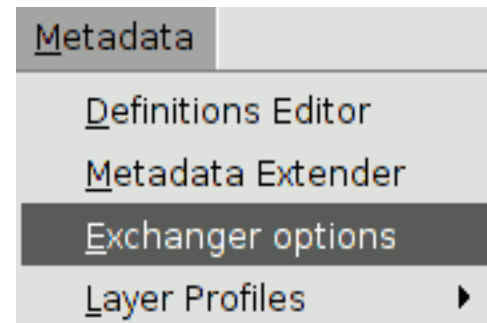 Metadata
Definitions Editor
Metadata Extender
Exchanger options
Layer Profiles